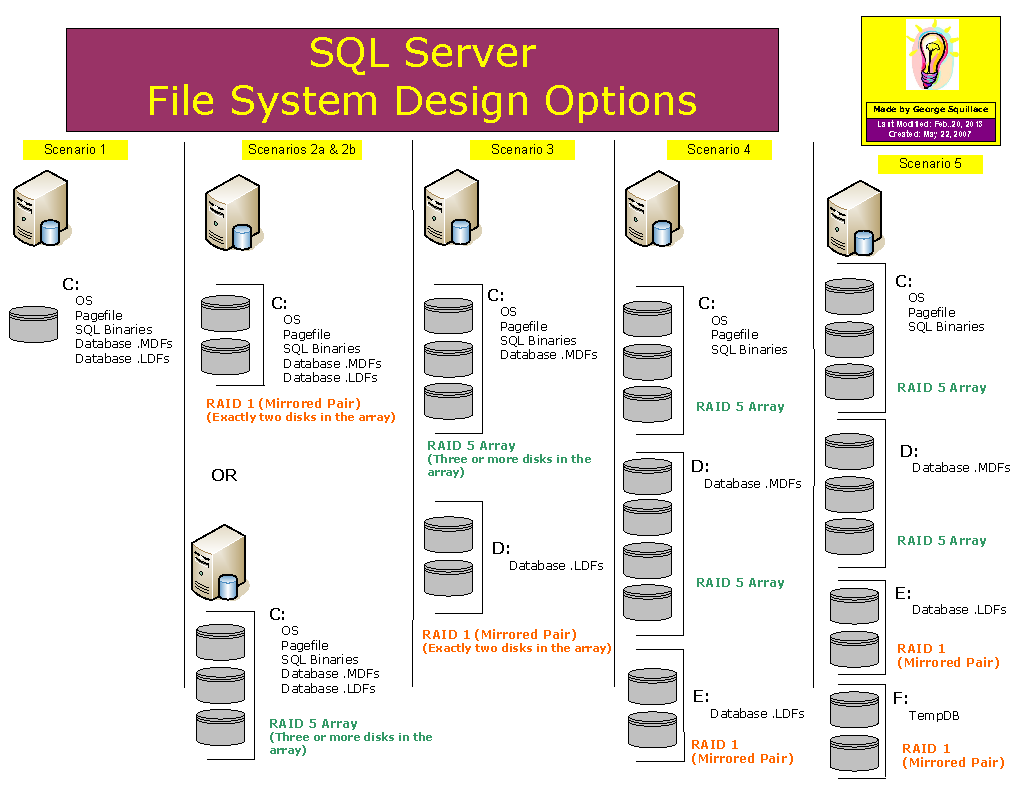 SQL Server
File System Design Options
Made by George Squillace
Last Modified: Feb. 20, 2013
Created: May 22, 2007
Scenario 1
C:
OS
Pagefile
SQL Binaries
Database .MDFs
Database .LDFs
Scenarios 2a & 2b
C:
OS
Pagefile
SQL Binaries
Database .MDFs
Database .LDFs
RAID 1 (Mirrored Pair)
(Exactly two disks in the array)
OR
C:
OS
Pagefile
SQL Binaries
Database .MDFs
Database .LDFs
RAID 5 Array
(Three or more disks in the
array)
Scenario 3
C:
OS
Pagefile
SQL Binaries
Database .MDFs
RAID 5 Array
(Three or more disks in the
array)
D:
Database .LDFs
RAID 1 (Mirrored Pair)
(Exactly two disks in the array)
Scenario 4
C:
OS
Pagefile
SQL Binaries
RAID 5 Array
D:
Database .MDFs
RAID 5 Array
E:
Database .LDFs
RAID 1
(Mirrored Pair)
Scenario 5
C:
OS
Pagefile
SQL Binaries
RAID 5 Array
D:
Database .MDFs
RAID 5 Array
E:
Database .LDFs
RAID 1
(Mirrored Pair)
F:
TempDB
RAID 1
(Mirrored Pair)